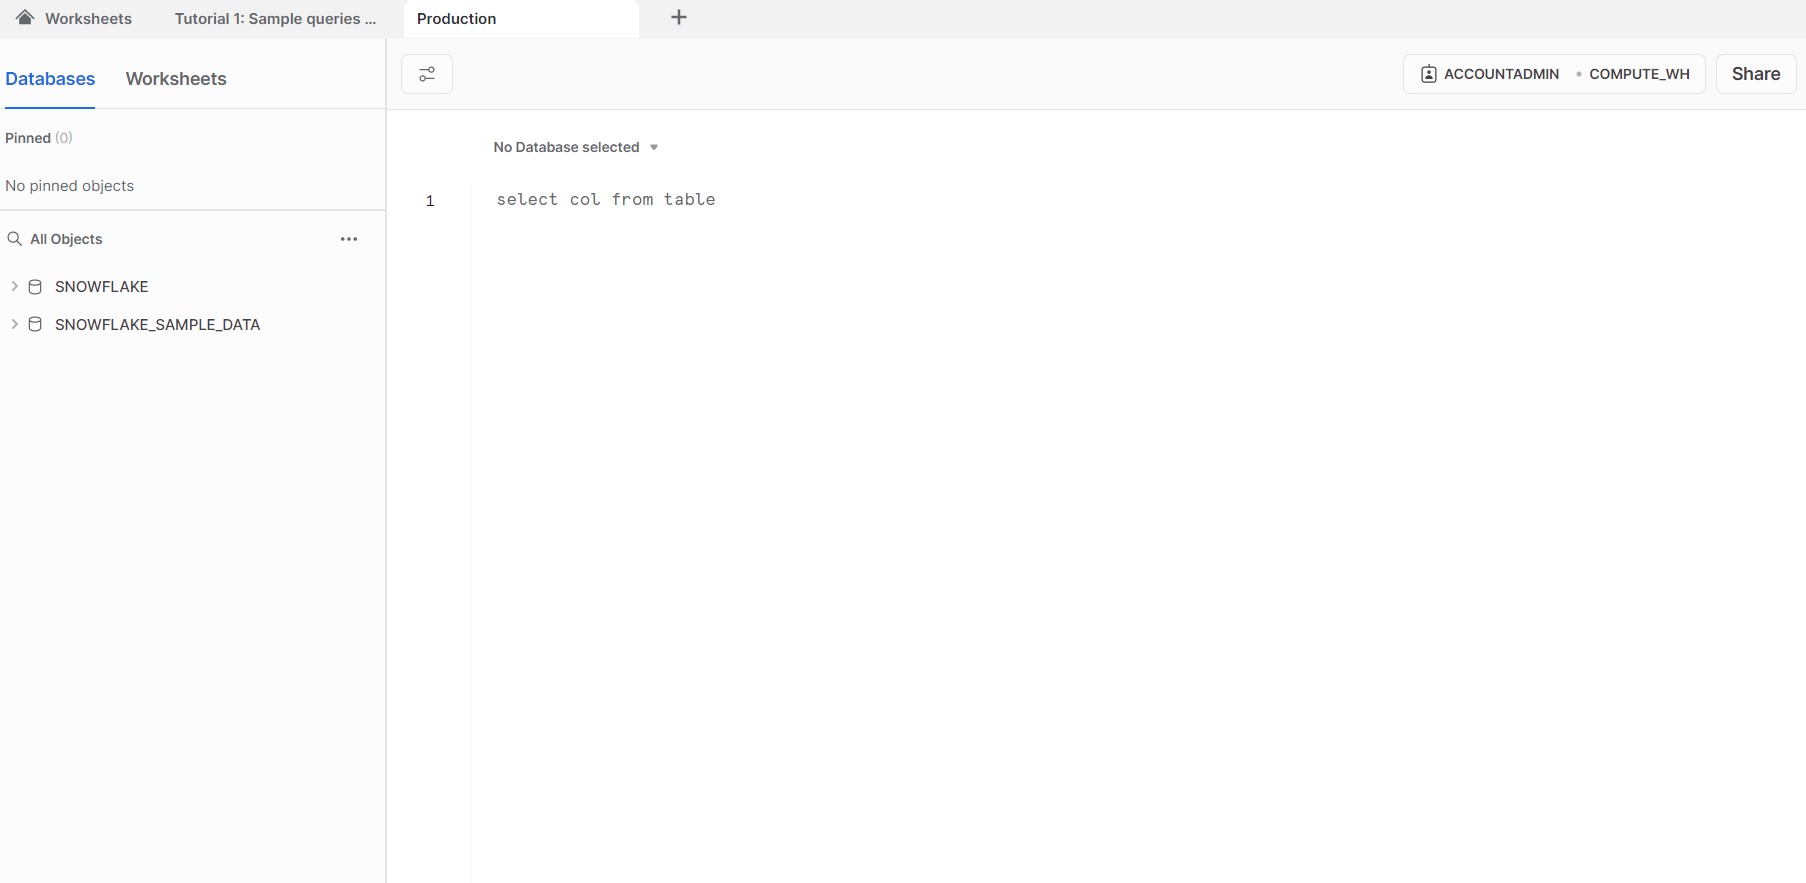 Worksheets
Tutorial 1: Sample queries ...
Production
Databases
Worksheets
ACCOUNTADMIN • COMPUTE_WH
Share
Pinned (0)
No pinned objects
All Objects
SNOWFLAKE
SNOWFLAKE_SAMPLE_DATA
No Database selected
1
select col from table